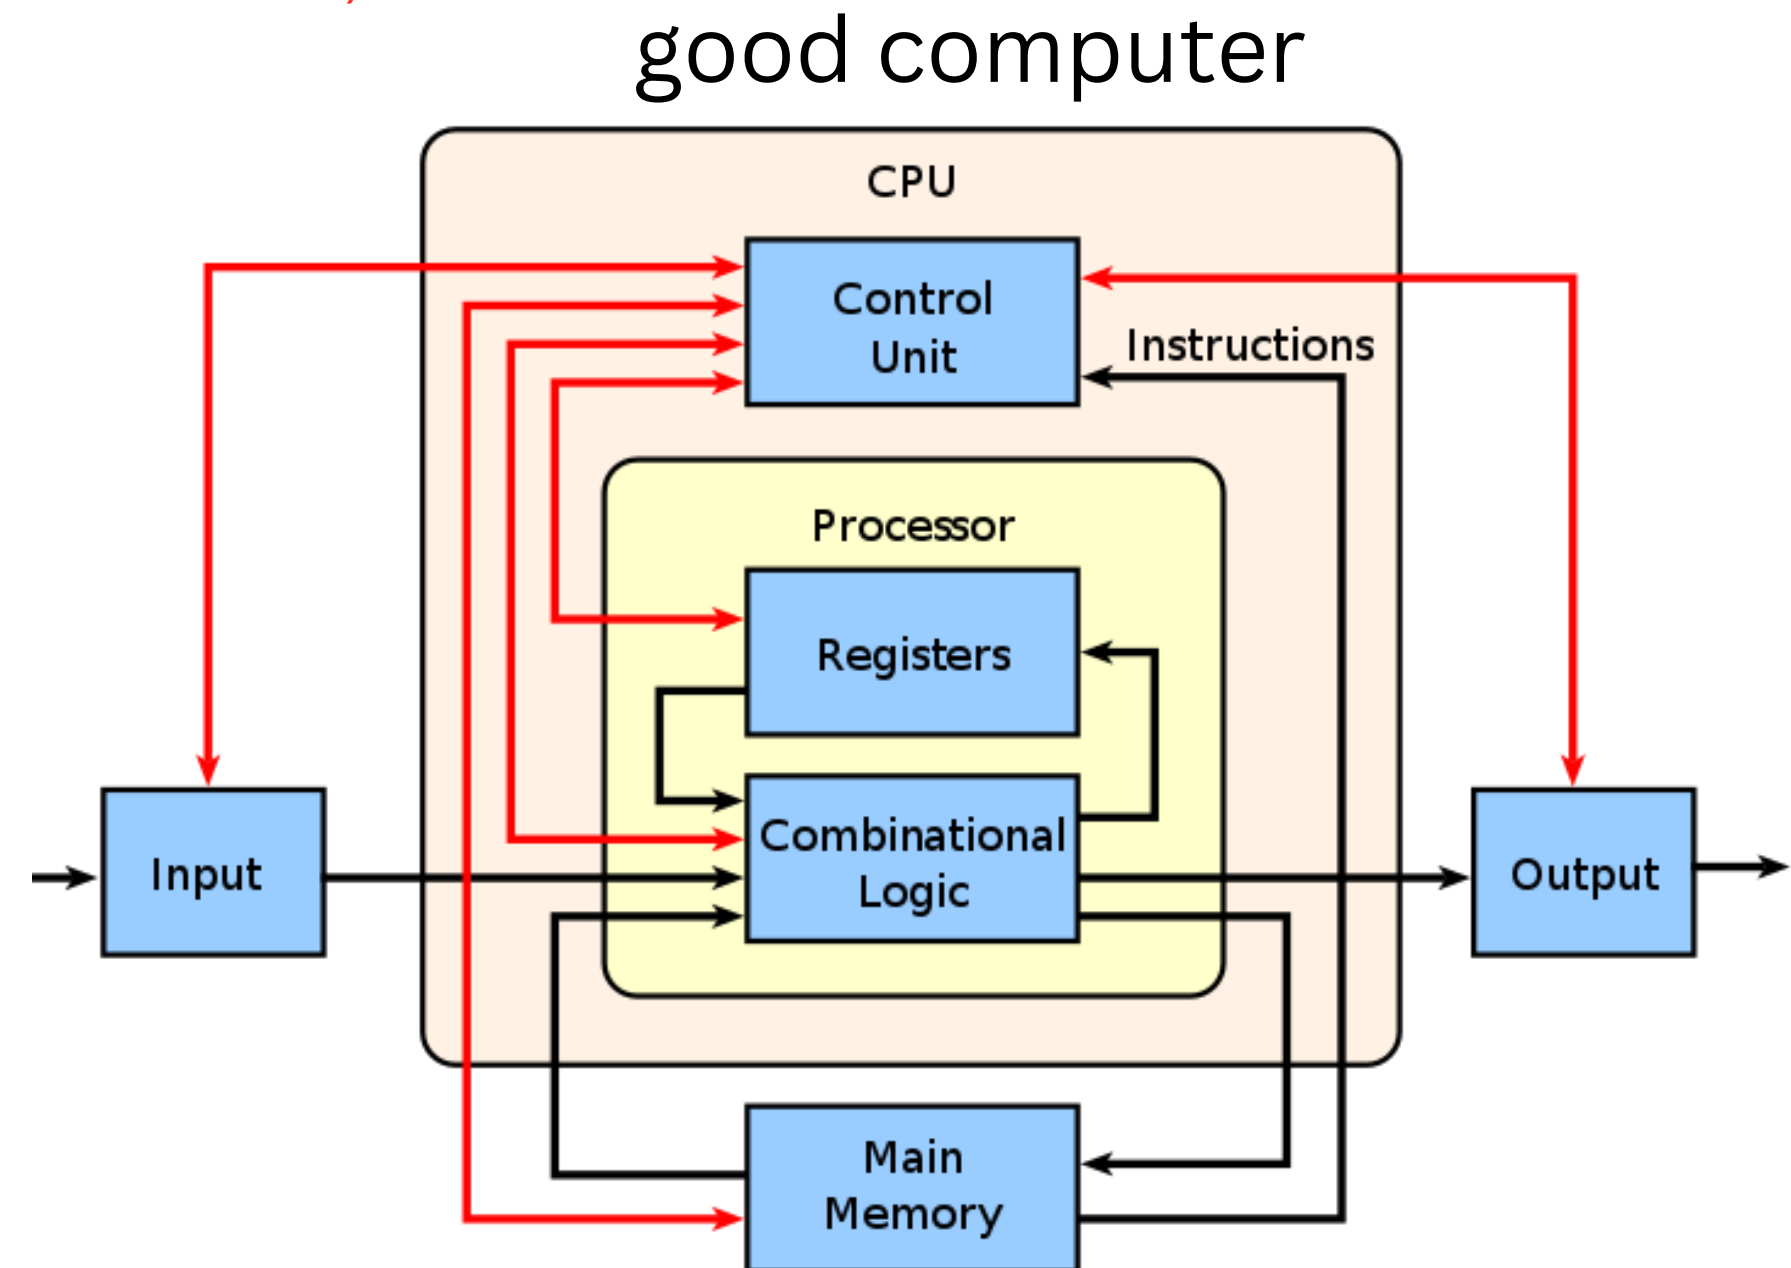 good computer
CPU
Control
Unit
Instructions
Processor
Registers
Combinational
Logic
Input
Output
Main
Memory